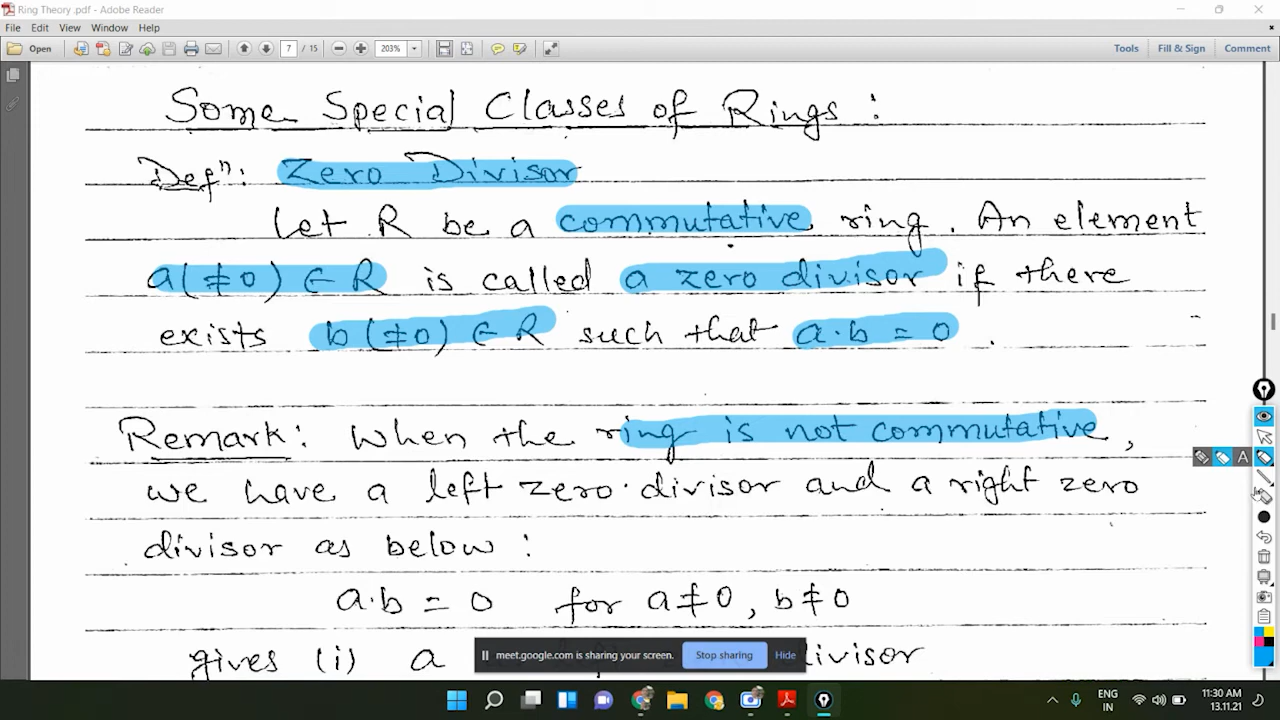 Ring Theory .pdf - Adobe Reader
File Edit View Window Help
Open 7 / 15 203% Tools Fill & Sign Comment
Some Special Classes of Rings :
Defⁿ: Zero Divisor
Let R be a commutative ring. An element
a(≠0) ∈ R is called a zero divisor if there
exists b(≠0) ∈ R such that a·b = 0 .
Remark: When the ring is not commutative,
we have a left zero divisor and a right zero
divisor as below :
a·b = 0 for a≠0, b≠0
gives (i) a divisor
meet.google.com is sharing your screen. Stop sharing Hide
A
ENG
IN
11:30 AM
13.11.21